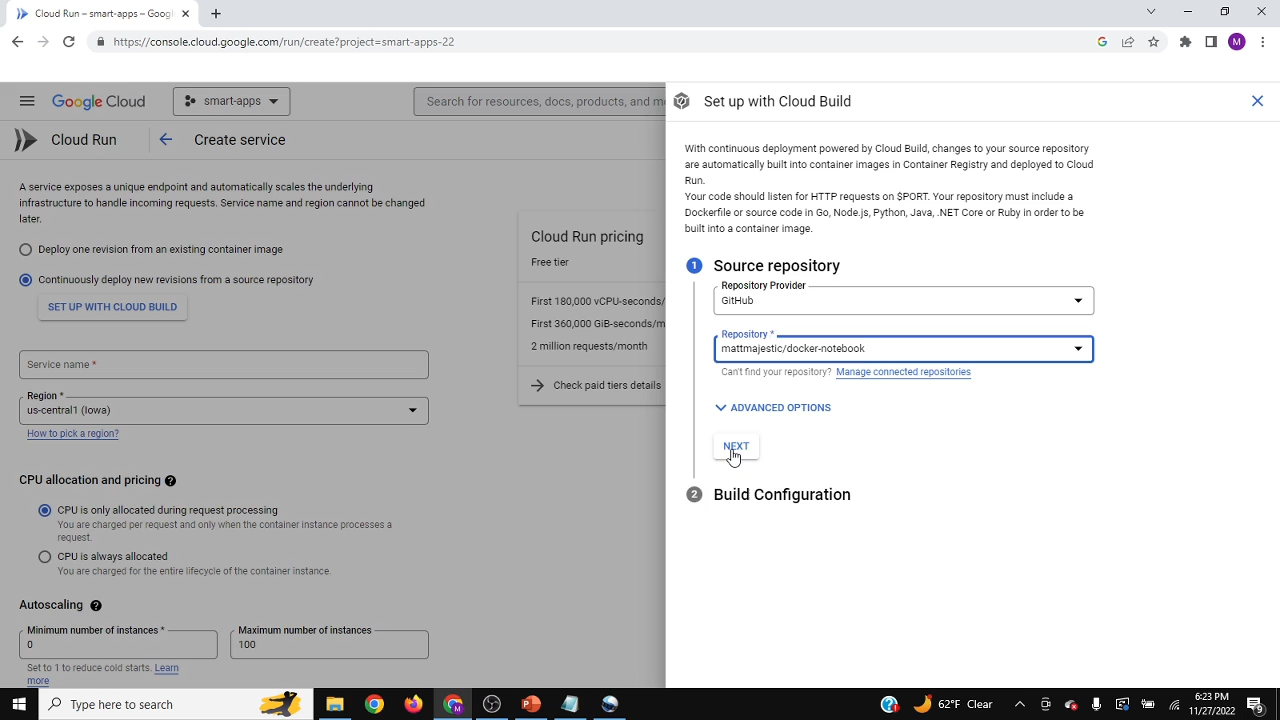 Cloud Run – smart-apps – Goog
https://console.cloud.google.com/run/create?project=smart-apps-22
M
Google Cloud
smart-apps
Search for resources, docs, products, and m
Cloud Run
Create service
A service exposes a unique endpoint and automatically scales the underlying
infrastructure to handle incoming requests. Service name and region cannot be changed
later.
Deploy one revision from an existing container image
Continuously deploy new revisions from a source repository
SET UP WITH CLOUD BUILD
Service name *
Region *
us-central1 (Iowa)
How to pick a region?
CPU allocation and pricing
CPU is only allocated during request processing
You are charged per request and only when the container instance processes a
request.
CPU is always allocated
You are charged for the entire lifecycle of the container instance.
Autoscaling
Minimum number of instances *
0
Maximum number of instances
100
Set to 1 to reduce cold starts. Learn
more
Cloud Run pricing
Free tier
First 180,000 vCPU-seconds/
First 360,000 GiB-seconds/m
2 million requests/month
Check paid tiers details
Set up with Cloud Build
With continuous deployment powered by Cloud Build, changes to your source repository
are automatically built into container images in Container Registry and deployed to Cloud
Run.
Your code should listen for HTTP requests on $PORT. Your repository must include a
Dockerfile or source code in Go, Node.js, Python, Java, .NET Core or Ruby in order to be
built into a container image.
1
Source repository
Repository Provider
GitHub
Repository *
mattmajestic/docker-notebook
Can't find your repository? Manage connected repositories
ADVANCED OPTIONS
NEXT
2
Build Configuration
Type here to search
62°F Clear
6:23 PM
11/27/2022